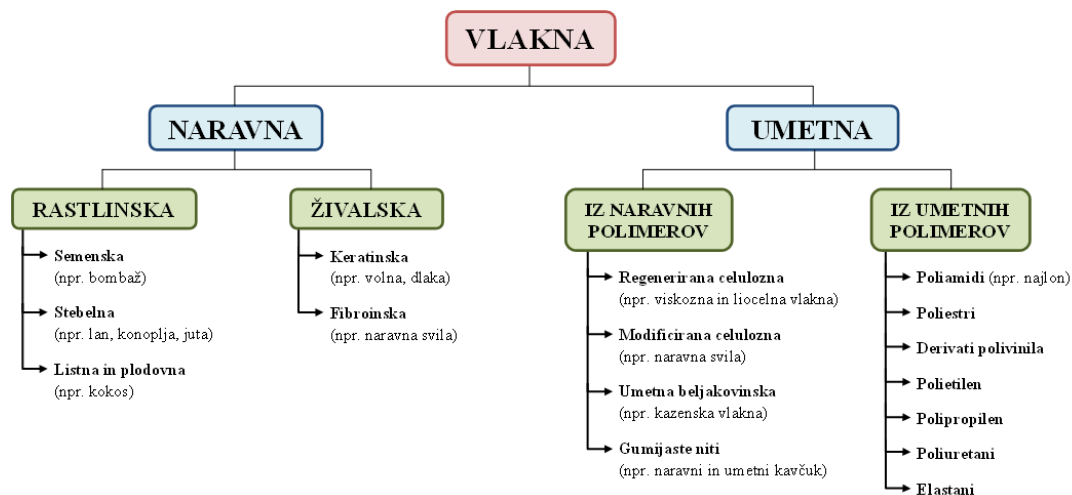 VLAKNA
NARAVNA
UMETNA
RASTLINSKA
Semenska
(npr. bombaž)
Stebelna
(npr. lan, konoplja, juta)
Listna in plodovna
(npr. kokos)
ŽIVALSKA
Keratinska
(npr. volna, dlaka)
Fibroinska
(npr. naravna svila)
IZ NARAVNIH
POLIMEROV
Regenerirana celulozna
(npr. viskozna in liocelna vlakna)
Modificirana celulozna
(npr. naravna svila)
Umetna beljakovinska
(npr. kazenska vlakna)
Gumijaste niti
(npr. naravni in umetni kavčuk)
IZ UMETNIH
POLIMEROV
Poliamidi (npr. najlon)
Poliestri
Derivati polivinila
Polietilen
Polipropilen
Poliuretani
Elastani